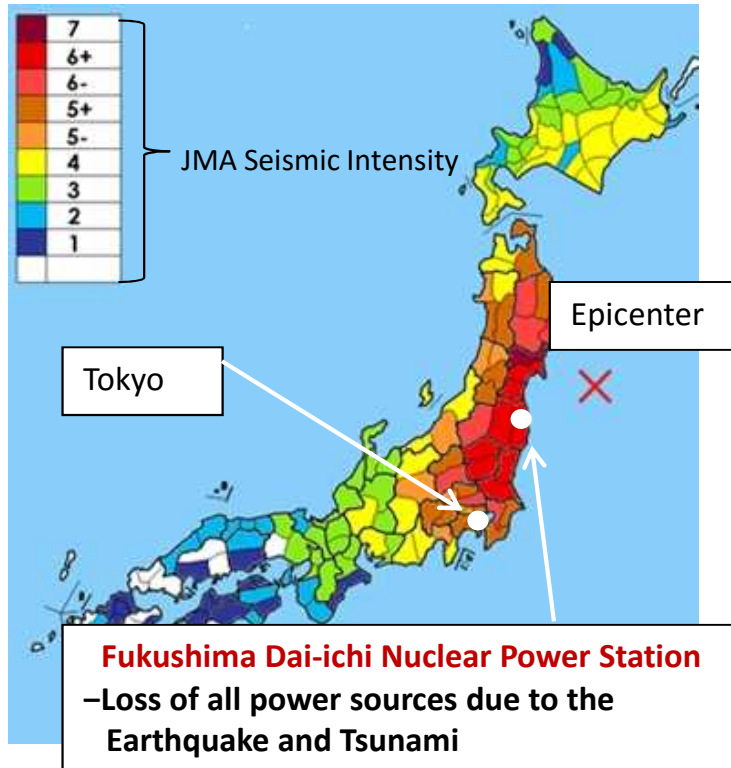 7
6+
6-
5+
5-
4
3
2
1
JMA Seismic Intensity
Epicenter
Tokyo
Fukushima Dai-ichi Nuclear Power Station
–Loss of all power sources due to the
Earthquake and Tsunami